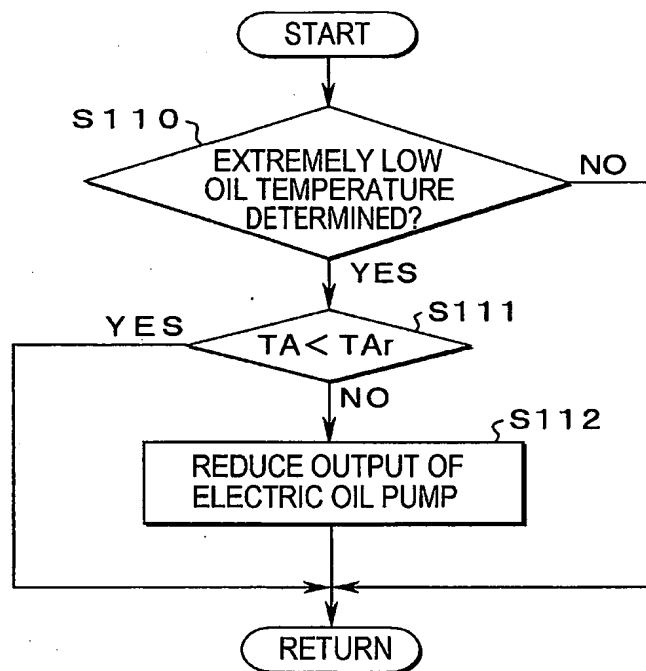 START
S110
EXTREMELY LOW
OIL TEMPERATURE
DETERMINED?
NO
YES
S111
YES
TA < TAr
NO
S112
REDUCE OUTPUT OF
ELECTRIC OIL PUMP
RETURN